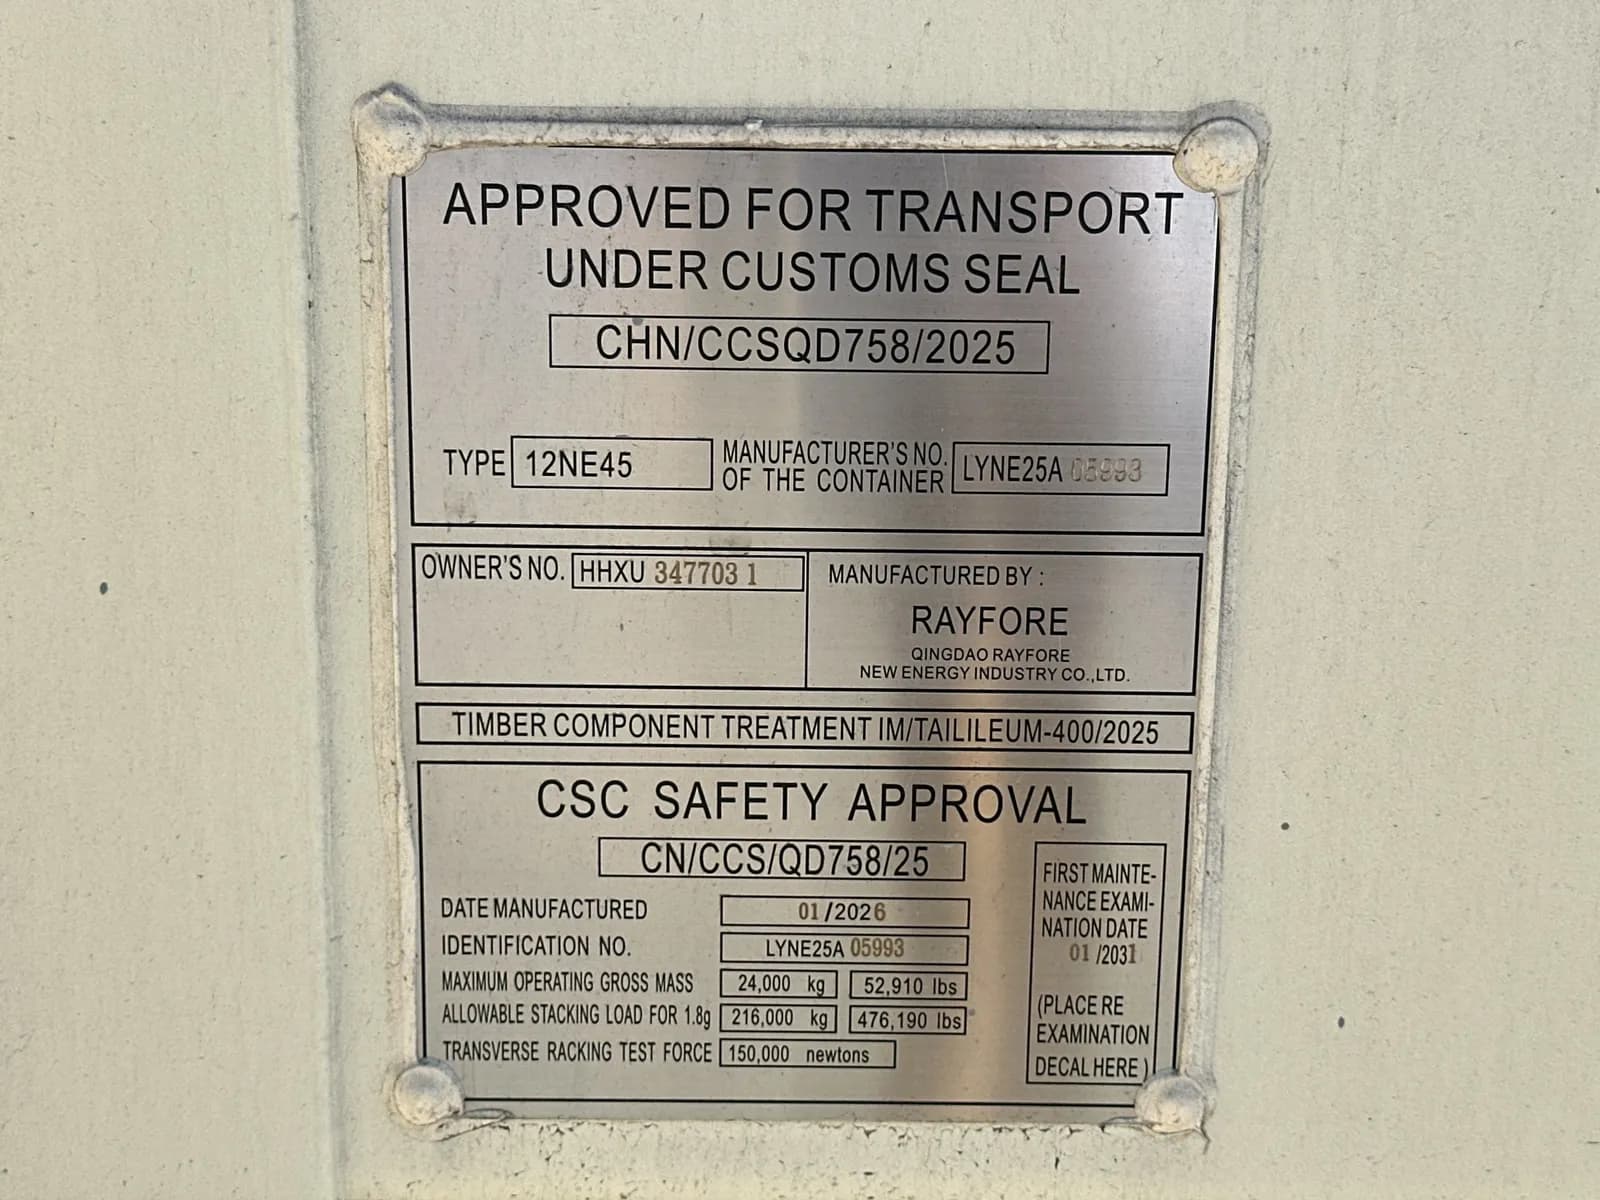 APPROVED FOR TRANSPORT
UNDER CUSTOMS SEAL
CHN/CCSQD758/2025
TYPE 12NE45
MANUFACTURER'S NO.
OF THE CONTAINER
LYNE25A 05993
OWNER'S NO. HHXU 347703 1
MANUFACTURED BY :
RAYFORE
QINGDAO RAYFORE
NEW ENERGY INDUSTRY CO.,LTD.
TIMBER COMPONENT TREATMENT IM/TAILILEUM-400/2025
CSC SAFETY APPROVAL
CN/CCS/QD758/25
DATE MANUFACTURED 01/2026
IDENTIFICATION NO. LYNE25A 05993
MAXIMUM OPERATING GROSS MASS 24,000 kg 52,910 lbs
ALLOWABLE STACKING LOAD FOR 1.8g 216,000 kg 476,190 lbs
TRANSVERSE RACKING TEST FORCE 150,000 newtons
FIRST MAINTE-
NANCE EXAMI-
NATION DATE
01 /2031
(PLACE RE
EXAMINATION
DECAL HERE )